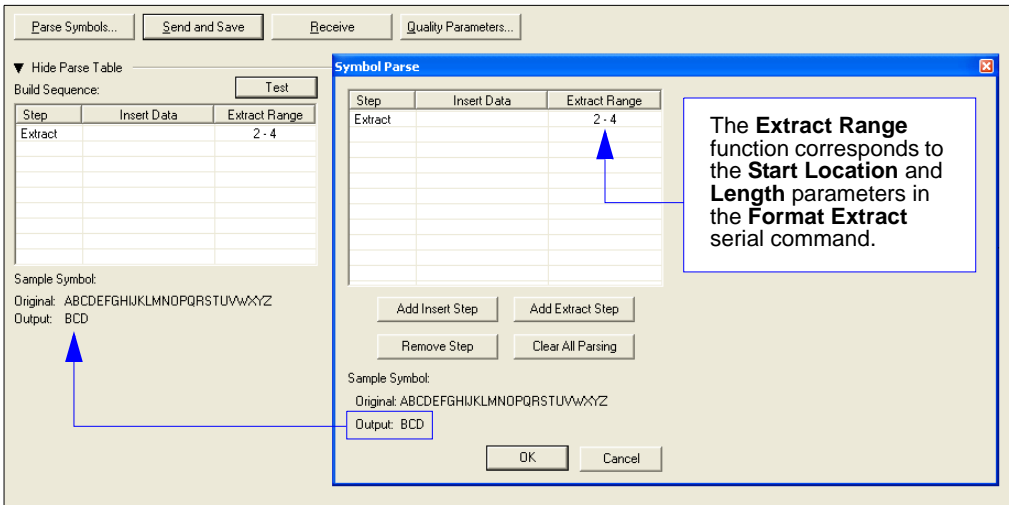 Parse Symbols... Send and Save Receive Quality Parameters...
▼ Hide Parse Table
Build Sequence: Test
Step Insert Data Extract Range
Extract 2 - 4
Sample Symbol:
Original: ABCDEFGHIJKLMNOPQRSTUVWXYZ
Output: BCD
Symbol Parse
Step Insert Data Extract Range
Extract 2 - 4
Add Insert Step Add Extract Step
Remove Step Clear All Parsing
Sample Symbol:
Original: ABCDEFGHIJKLMNOPQRSTUVWXYZ
Output: BCD
OK Cancel
The Extract Range
function corresponds to
the Start Location and
Length parameters in
the Format Extract
serial command.